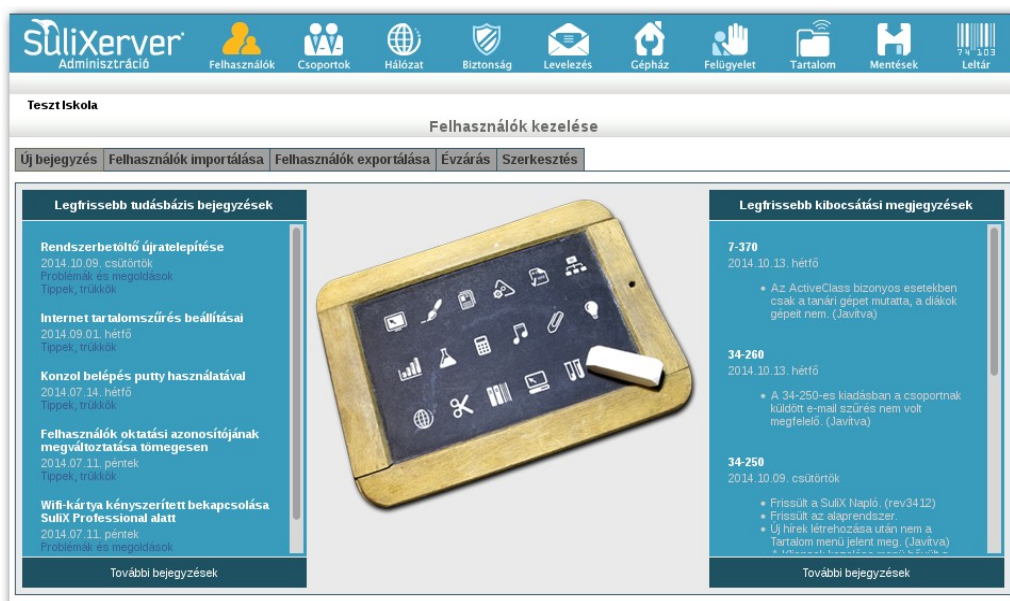 SuliXerver
Adminisztráció
Felhasználók
Csoportok
Hálózat
Biztonság
Levelezés
Gépház
Felügyelet
Tartalom
Mentések
74 103
Leltár
Teszt Iskola
Felhasználók kezelése
Új bejegyzés
Felhasználók importálása
Felhasználók exportálása
Évzárás
Szerkesztés
Legfrissebb tudásbázis bejegyzések
Rendszerbetöltő újratelepítése
2014.10.09. csütörtök
Problémák és megoldások
Tippek, trükkök
Internet tartalomszűrés beállításai
2014.09.01. hétfő
Tippek, trükkök
Konzol belépés putty használatával
2014.07.14. hétfő
Tippek, trükkök
Felhasználók oktatási azonosítójának
megváltoztatása tömegesen
2014.07.11. péntek
Tippek, trükkök
Wifi-kártya kényszerített bekapcsolása
SuliX Professional alatt
2014.07.11. péntek
Problémák és megoldások
További bejegyzések
Legfrissebb kibocsátási megjegyzések
7-370
2014.10.13. hétfő
Az ActiveClass bizonyos esetekben
csak a tanári gépet mutatta, a diákok
gépeit nem. (Javítva)
34-260
2014.10.13. hétfő
A 34-250-es kiadásban a csoportnak
küldött e-mail szűrés nem volt
megfelelő. (Javítva)
34-250
2014.10.09. csütörtök
Frissült a SuliX Napló. (rev3412)
Frissült az alaprendszer.
Új hírek létrehozása után nem a
Tartalom menü jelent meg. (Javítva)
További bejegyzések